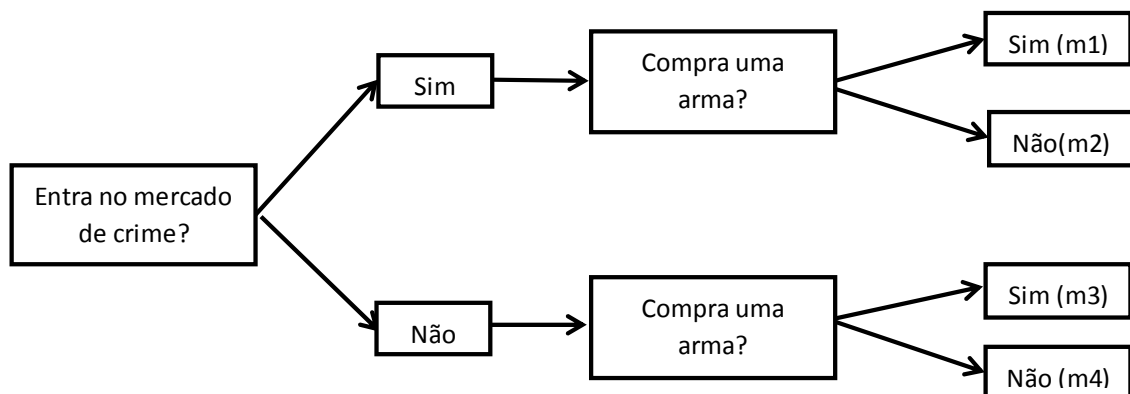 Entra no mercado
de crime?
Sim
Compra uma
arma?
Sim (m1)
Não(m2)
Não
Compra uma
arma?
Sim (m3)
Não (m4)